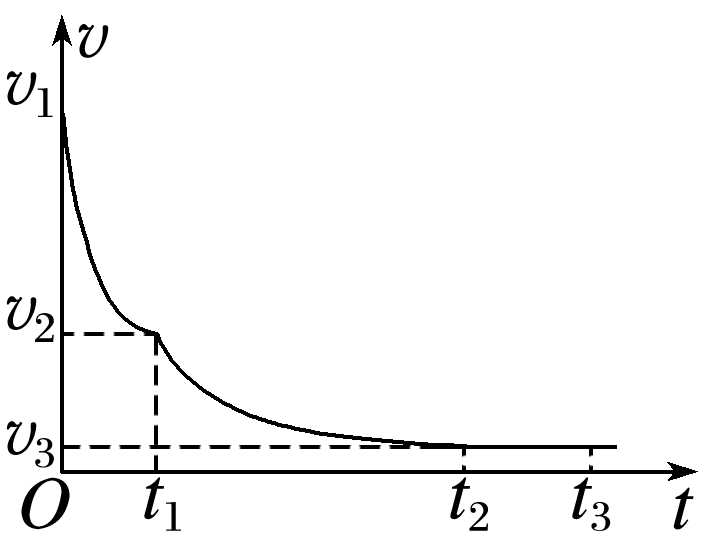 v
v₁
v₂
v₃
O t₁ t₂ t₃ t